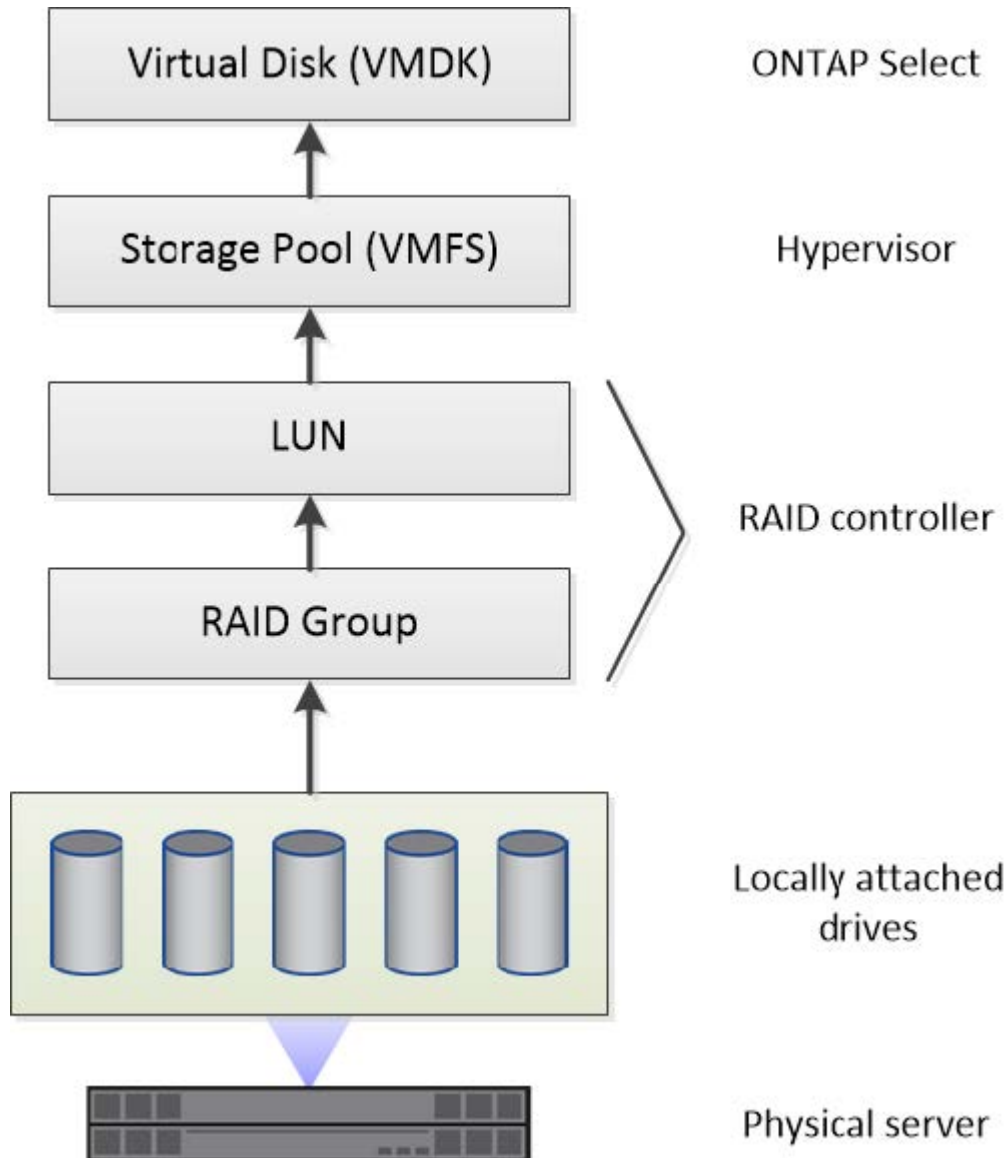 Virtual Disk (VMDK)
ONTAP Select
Storage Pool (VMFS)
Hypervisor
LUN
RAID controller
RAID Group
Locally attached
drives
Physical server